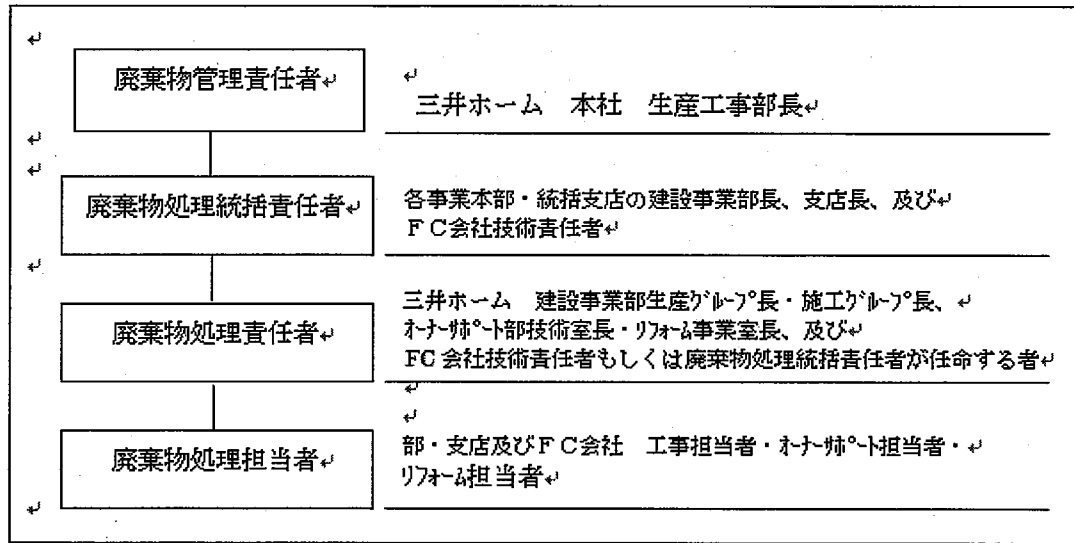 廃棄物管理責任者↵
三井ホーム　本社　生産工事部長↵
廃棄物処理統括責任者↵
各事業本部・統括支店の建設事業部長、支店長、及び↵
ＦＣ会社技術責任者↵
廃棄物処理責任者↵
三井ホーム　建設事業部生産ｸﾞﾙｰﾌﾟ長・施工ｸﾞﾙｰﾌﾟ長、↵
ｵｰﾅｰｻﾎﾟｰﾄ部技術室長・ﾘﾌｫｰﾑ事業室長、及び↵
FC会社技術責任者もしくは廃棄物処理統括責任者が任命する者↵
廃棄物処理担当者↵
部・支店及びＦＣ会社　工事担当者・ｵｰﾅｰｻﾎﾟｰﾄ担当者・↵
ﾘﾌｫｰﾑ担当者↵